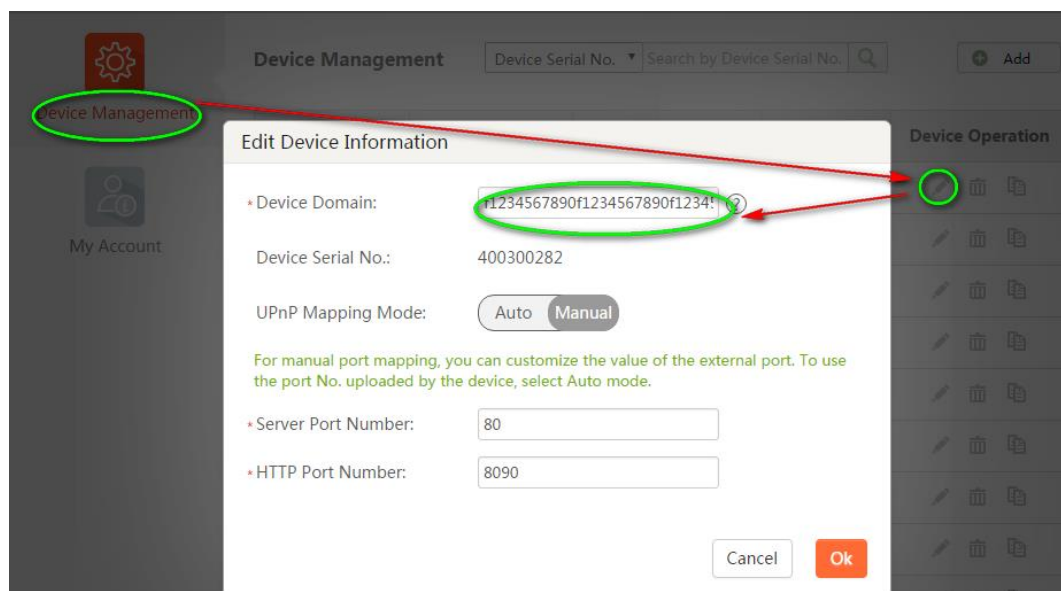 Device Management
Device Serial No.
Search by Device Serial No.
Add
Device Management
Device Operation
Edit Device Information
* Device Domain:
f1234567890f1234567890f12345
?
Device Serial No.:
400300282
My Account
UPnP Mapping Mode:
Auto
Manual
For manual port mapping, you can customize the value of the external port. To use
the port No. uploaded by the device, select Auto mode.
* Server Port Number:
80
* HTTP Port Number:
8090
Cancel
Ok